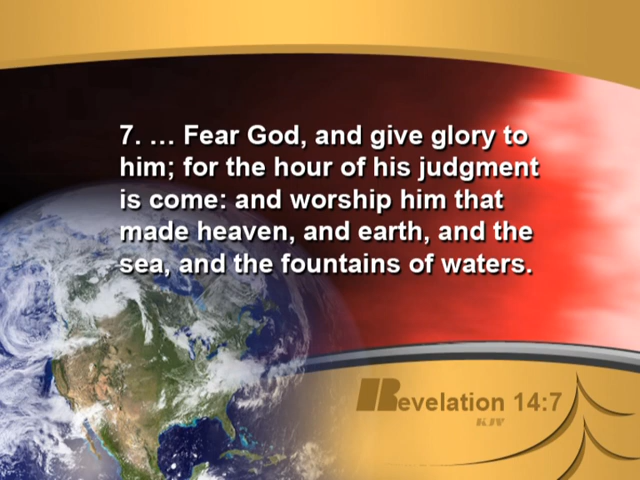 7. … Fear God, and give glory to
him; for the hour of his judgment
is come: and worship him that
made heaven, and earth, and the
sea, and the fountains of waters.
Revelation 14:7
KJV